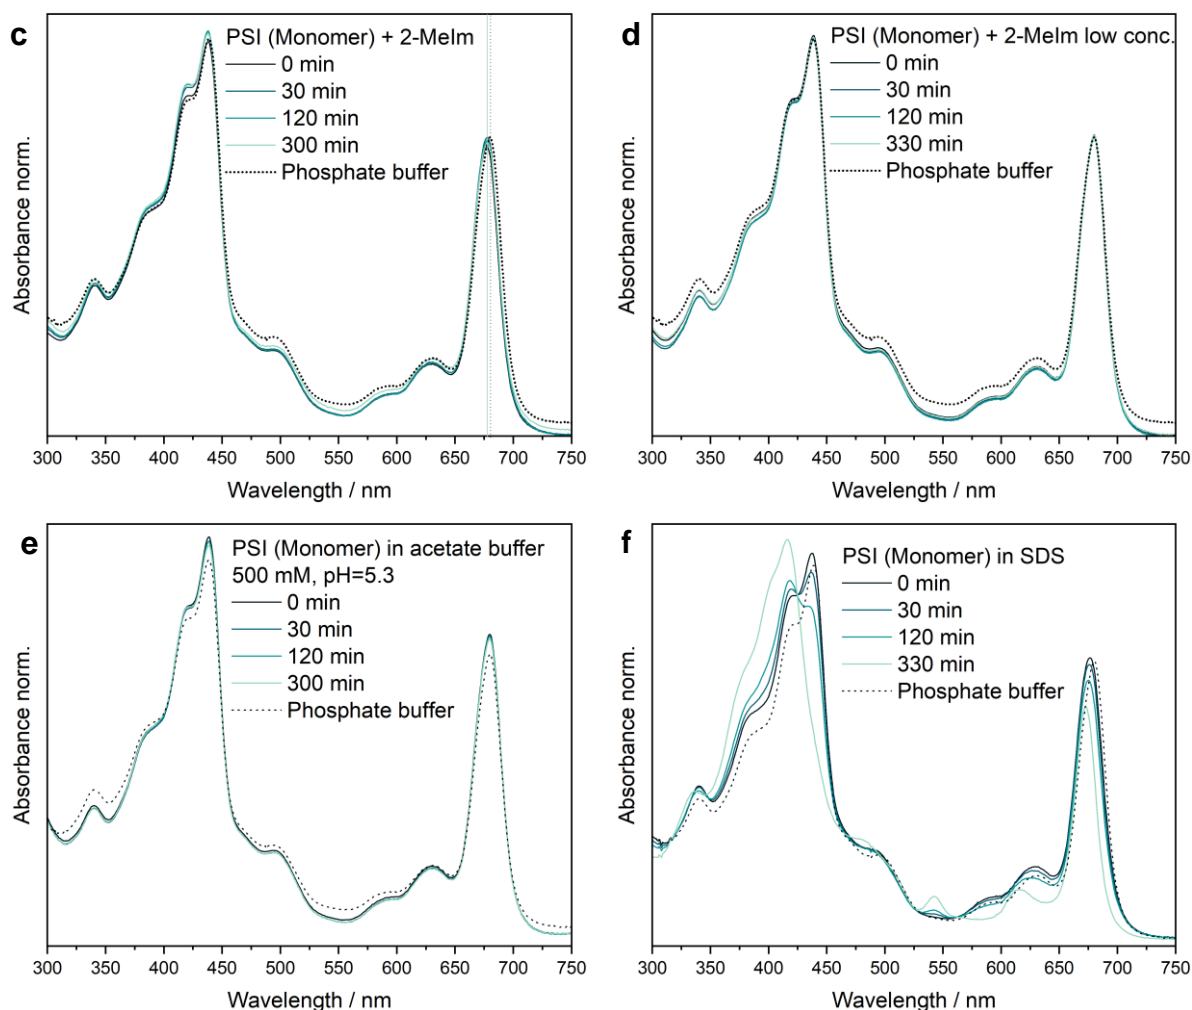 c
PSI (Monomer) + 2-MeIm
0 min
30 min
120 min
300 min
Phosphate buffer
Absorbance norm.
300 350 400 450 500 550 600 650 700 750
Wavelength / nm
d
PSI (Monomer) + 2-MeIm low conc.
0 min
30 min
120 min
330 min
Phosphate buffer
Absorbance norm.
300 350 400 450 500 550 600 650 700 750
Wavelength / nm
e
PSI (Monomer) in acetate buffer
500 mM, pH=5.3
0 min
30 min
120 min
300 min
Phosphate buffer
Absorbance norm.
300 350 400 450 500 550 600 650 700 750
Wavelength / nm
f
PSI (Monomer) in SDS
0 min
30 min
120 min
330 min
Phosphate buffer
Absorbance norm.
300 350 400 450 500 550 600 650 700 750
Wavelength / nm